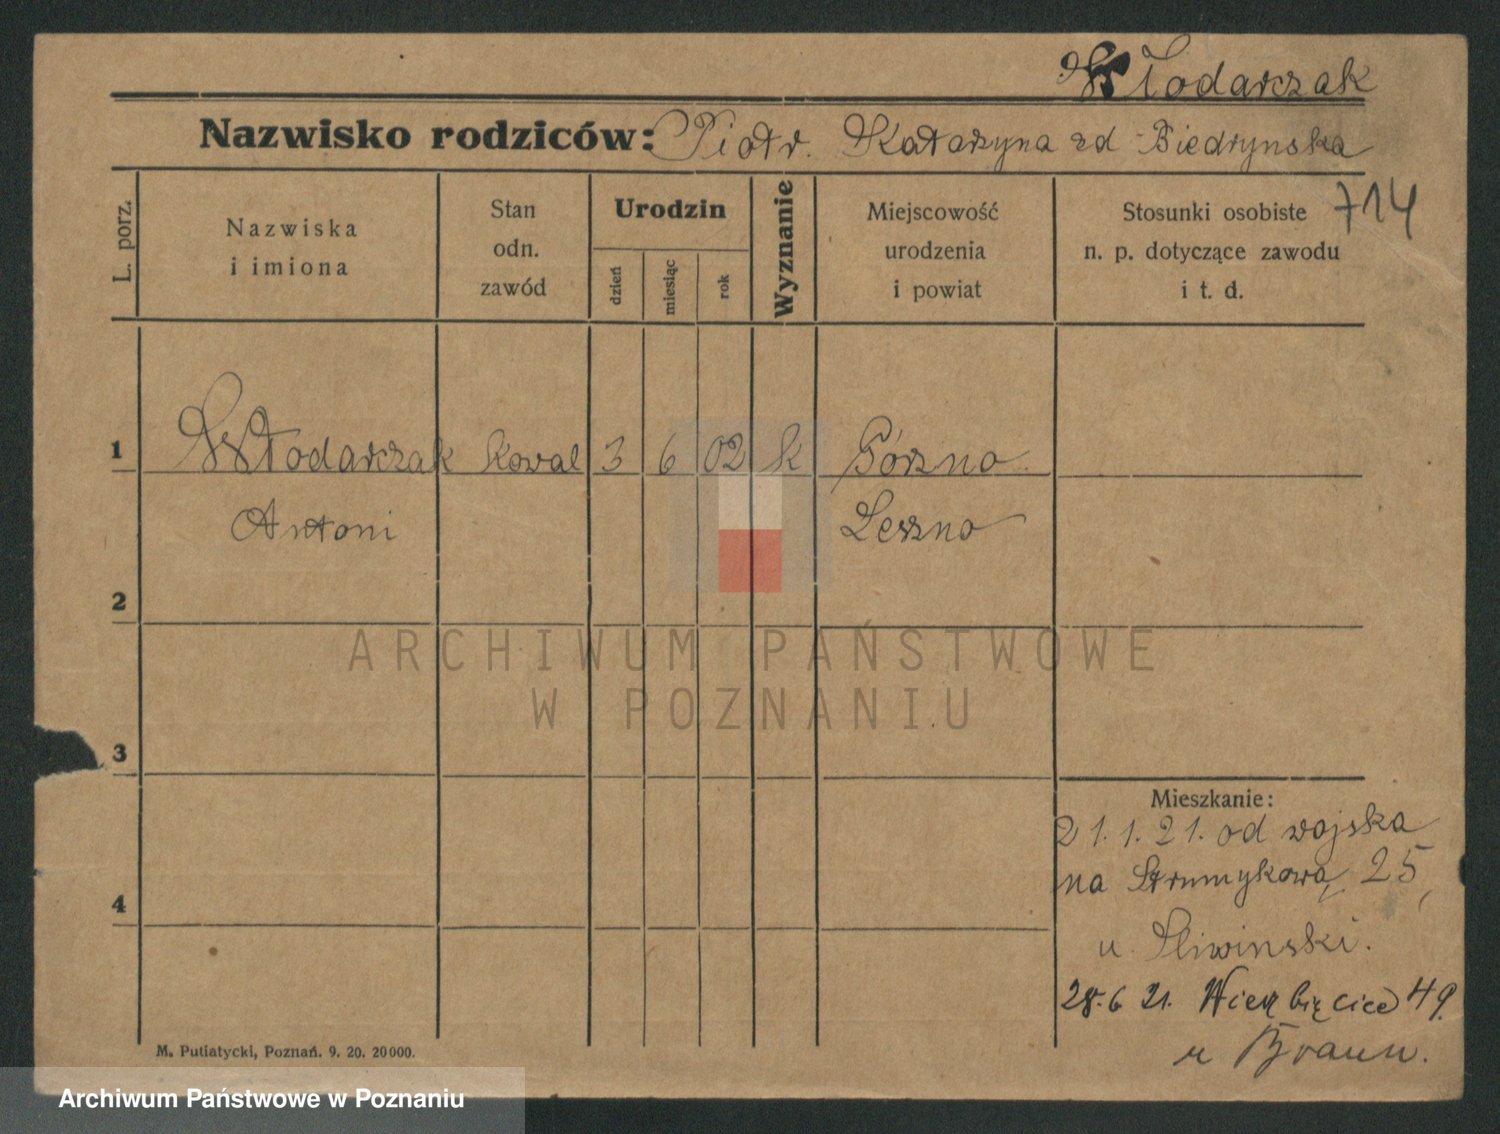 Włodarczak
Nazwisko rodziców: Piotr. Katarzyna zd Biedrynska
714
L. porz.
Nazwiska
i imiona
Stan
odn.
zawód
Urodzin
dzień
miesiąc
rok
Wyznanie
Miejscowość
urodzenia
i powiat
Stosunki osobiste
n. p. dotyczące zawodu
i t. d.
1 Włodarczak Kowal 3 6 02 k Górzno
Antoni Leszno
2
3
4
Mieszkanie:
21.1.21. od wojska
na Strumykową 25,
u Sliwinski.
28.6 21. Wierzbięcice 49.
u Braun.
M. Putiatycki, Poznań. 9. 20. 20000.
ARCHIWUM PAŃSTWOWE
W POZNANIU
Archiwum Państwowe w Poznaniu